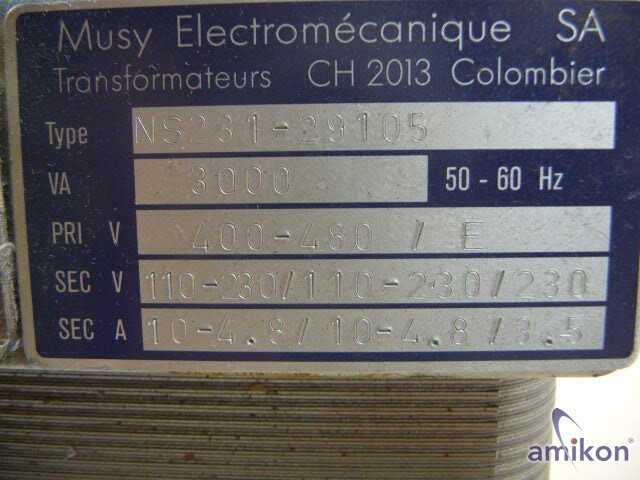 Musy Electromécanique SA
Transformateurs CH 2013 Colombier
Type NS231-29105
VA 3000 50 - 60 Hz
PRI V 400-480 / E
SEC V 110-230/110-230/230
SEC A 10-4.8/10-4.8/3.5
amikon